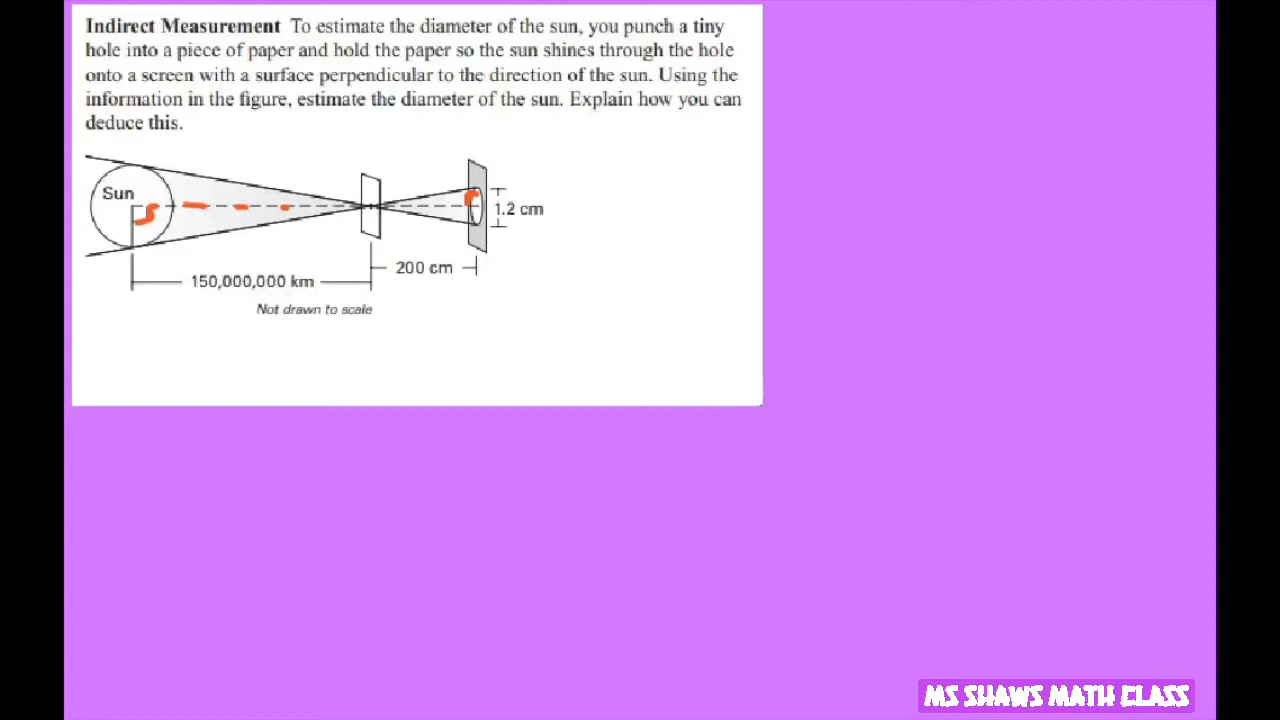 Indirect Measurement To estimate the diameter of the sun, you punch a tiny
hole into a piece of paper and hold the paper so the sun shines through the hole
onto a screen with a surface perpendicular to the direction of the sun. Using the
information in the figure, estimate the diameter of the sun. Explain how you can
deduce this.
Sun
1.2 cm
200 cm
150,000,000 km
Not drawn to scale
MS SHAWS MATH CLASS